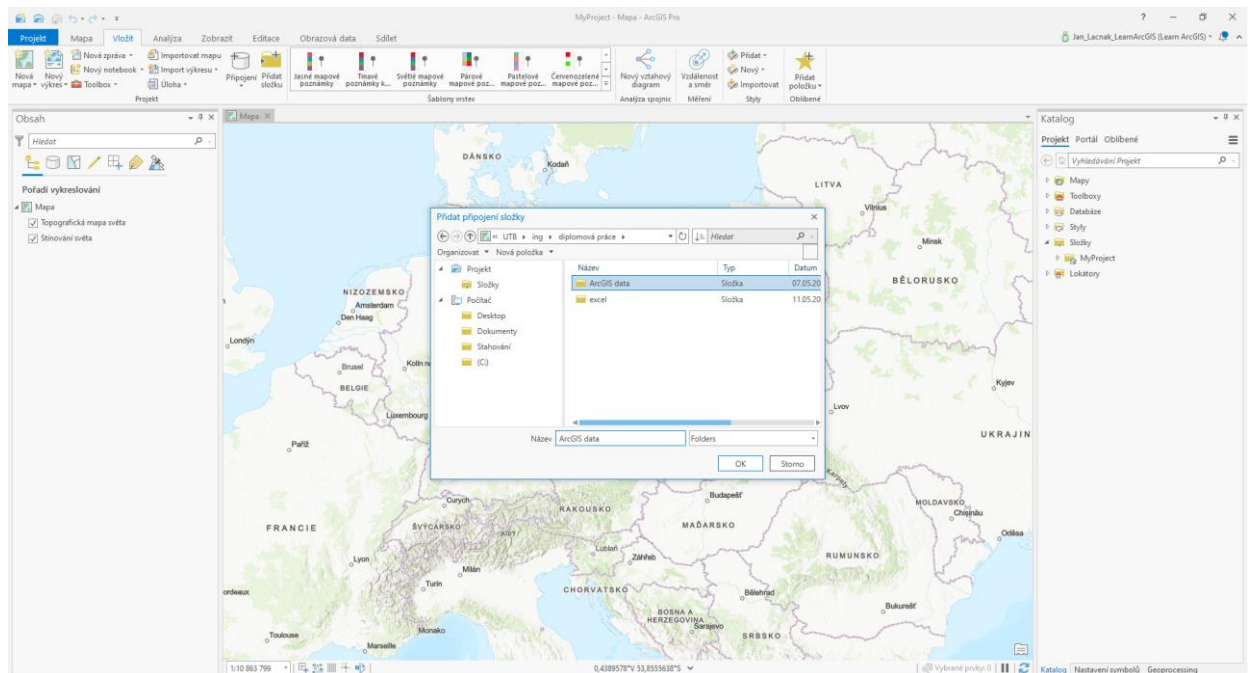 MyProject - Mapa - ArcGIS Pro
Projekt Mapa Vložit Analýza Zobrazit Editace Obrazová data Sdílet
Jan_Lacnak_LearnArcGIS (Learn ArcGIS)
Nová mapa
Nový výkres
Nová zpráva
Nový notebook
Toolbox
Importovat mapu
Import výkresu
Úloha
Připojení
Přidat složku
Jasné mapové poznámky
Tmavé poznámky k...
Světlé mapové poznámky
Párové mapové poz...
Pastelové mapové poz...
Červenozelené mapové poz...
Nový vztahový diagram
Vzdálenost a směr
Přidat
Nový
Importovat
Přidat položku
Projekt
Šablony vrstev
Analýza spojnic
Měření
Styly
Oblíbené
Obsah
Hledat
Pořadí vykreslování
Mapa
Topografická mapa světa
Stínování světa
Mapa
DÁNSKO
Kodaň
LITVA
Vilnius
Minsk
BĚLORUSKO
NIZOZEMSKO
Amsterdam
Den Haag
Londýn
Brusel
Kolín n
BELGIE
Luxembourg
Paříž
Kyjev
Lvov
UKRAJIN
Curych
RAKOUSKO
Budapešť
Karpaty
MOLDAVSKO
Chişinău
FRANCIE
ŠVÝCARSKO
Alpy
MAĎARSKO
Oděsa
Lyon
Lublaň
Záhřeb
RUMUNSKO
Milán
Turín
ordeaux
CHORVATSKO
Bělehrad
Bukurešť
BOSNA A HERZEGOVINA
Sarajevo
SRBSKO
Toulouse
Monako
Marseille
Přidat připojení složky
UTB ing diplomová práce
Hledat
Organizovat Nová položka
Projekt
Složky
Počítač
Desktop
Dokumenty
Stahování
(C:)
Název Typ Datum
ArcGIS data Složka 07.05.20
excel Složka 11.05.20
Název ArcGIS data Folders
OK Storno
Katalog
Projekt Portál Oblíbené
Vyhledávání Projekt
Mapy
Toolboxy
Databáze
Styly
Složky
MyProject
Lokátory
1:10 863 799
0,4389578°V 53,8555638°S
Vybrané prvky: 0
Katalog Nastavení symbolů Geoprocessing